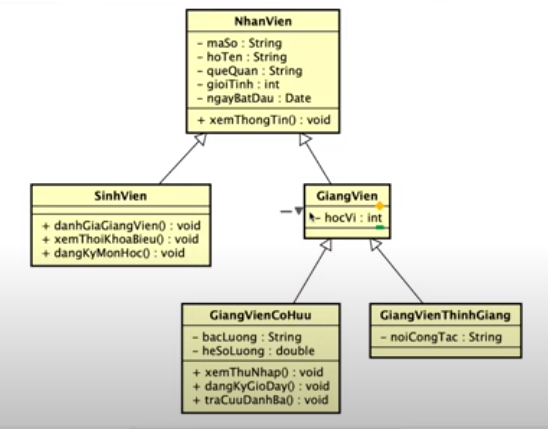 NhanVien
- maSo : String
- hoTen : String
- queQuan : String
- gioiTinh : int
- ngayBatDau : Date
+ xemThongTin() : void
SinhVien
+ danhGiaGiangVien() : void
+ xemThoiKhoaBieu() : void
+ dangKyMonHoc() : void
GiangVien
- hocVi : int
GiangVienCoHuu
- bacLuong : String
- heSoLuong : double
+ xemThuNhap() : void
+ dangKyGioDay() : void
+ traCuuDanhBa() : void
GiangVienThinhGiang
- noiCongTac : String